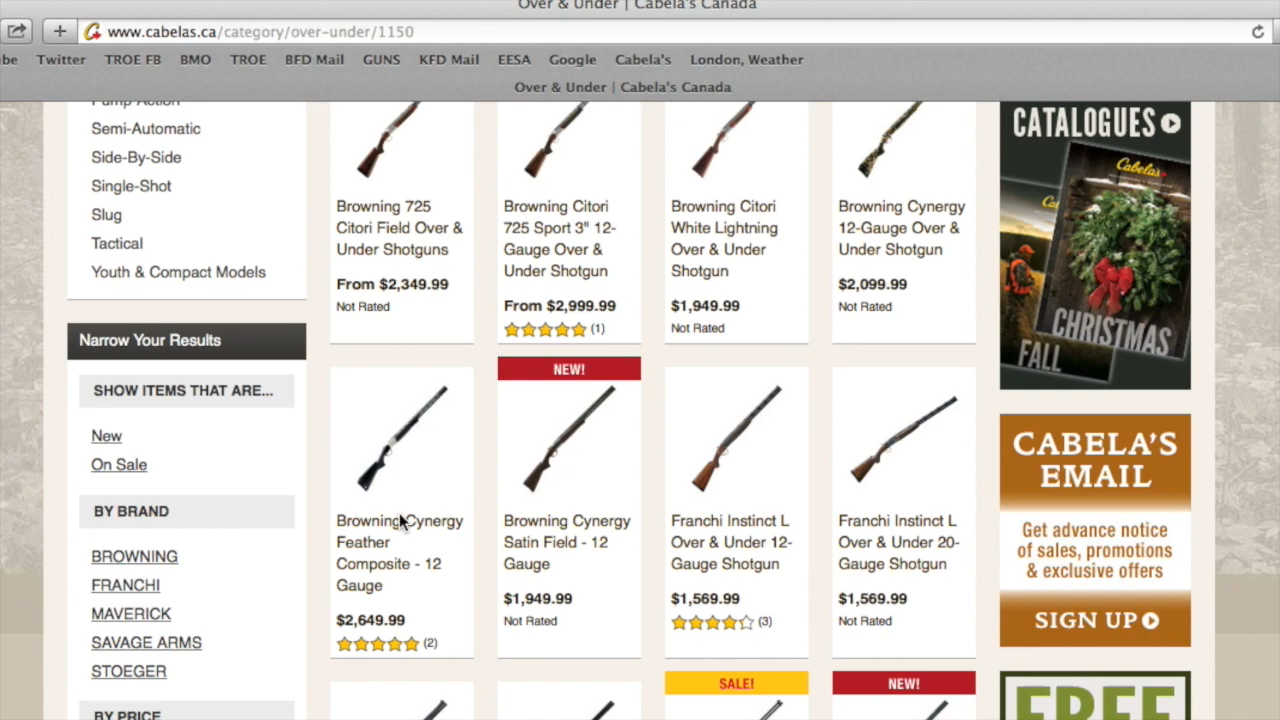 Over & Under | Cabela's Canada
www.cabelas.ca/category/over-under/1150
be Twitter TROE FB BMO TROE BFD Mail GUNS KFD Mail EESA Google Cabela's London, Weather
Over & Under | Cabela's Canada
Pump Action
Semi-Automatic
Side-By-Side
Single-Shot
Slug
Tactical
Youth & Compact Models
Narrow Your Results
SHOW ITEMS THAT ARE...
New
On Sale
BY BRAND
BROWNING
FRANCHI
MAVERICK
SAVAGE ARMS
STOEGER
BY PRICE
Browning 725
Citori Field Over &
Under Shotguns
From $2,349.99
Not Rated
Browning Citori
725 Sport 3" 12-
Gauge Over &
Under Shotgun
From $2,999.99
(1)
Browning Citori
White Lightning
Over & Under
Shotgun
$1,949.99
Not Rated
Browning Cynergy
12-Gauge Over &
Under Shotgun
$2,099.99
Not Rated
Browning Cynergy
Feather
Composite - 12
Gauge
$2,649.99
(2)
NEW!
Browning Cynergy
Satin Field - 12
Gauge
$1,949.99
Not Rated
Franchi Instinct L
Over & Under 12-
Gauge Shotgun
$1,569.99
(3)
Franchi Instinct L
Over & Under 20-
Gauge Shotgun
$1,569.99
Not Rated
SALE!
NEW!
CATALOGUES
Cabela's
Ca
CHRISTMAS
FALL
CABELA'S
EMAIL
Get advance notice
of sales, promotions
& exclusive offers
SIGN UP
FREE